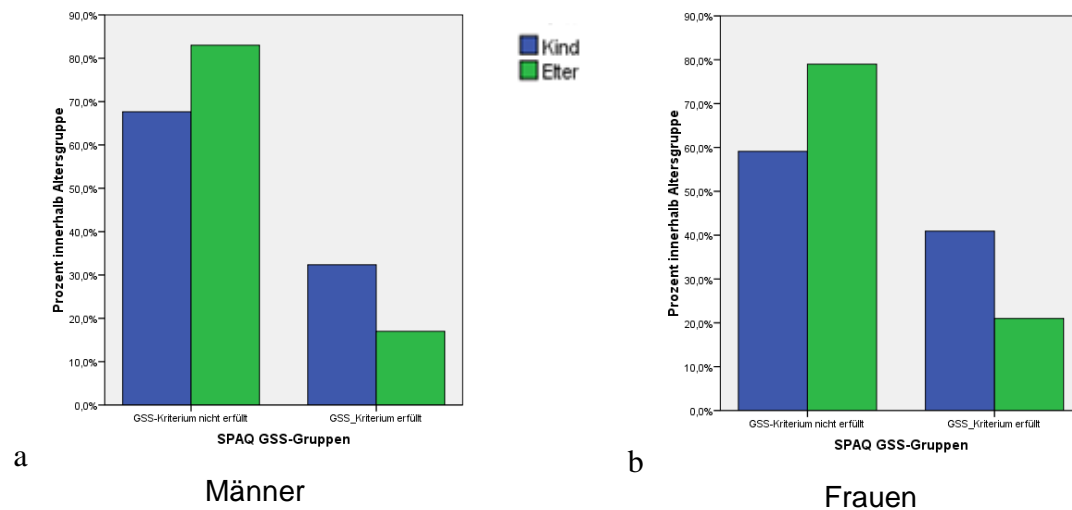 90,0%
80,0%
70,0%
60,0%
50,0%
40,0%
30,0%
20,0%
10,0%
0,0%
Prozent innerhalb Altersgruppe
GSS-Kriterium nicht erfüllt
GSS_Kriterium erfüllt
SPAQ GSS-Gruppen
a
Männer
Kind
Elter
90,0%
80,0%
70,0%
60,0%
50,0%
40,0%
30,0%
20,0%
10,0%
0,0%
Prozent innerhalb Altersgruppe
GSS-Kriterium nicht erfüllt
GSS_Kriterium erfüllt
SPAQ GSS-Gruppen
b
Frauen